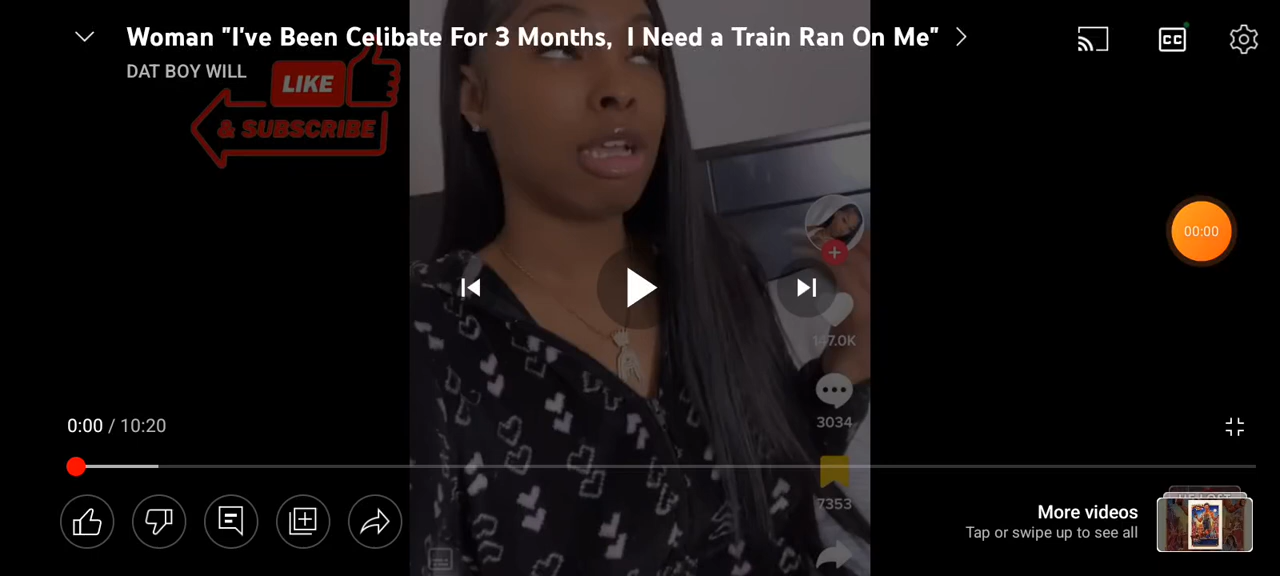 Woman "I've Been Celibate For 3 Months, I Need a Train Ran On Me"
DAT BOY WILL
LIKE
& SUBSCRIBE
CC
00:00
147.0K
3034
0:00 / 10:20
7353
More videos
Tap or swipe up to see all